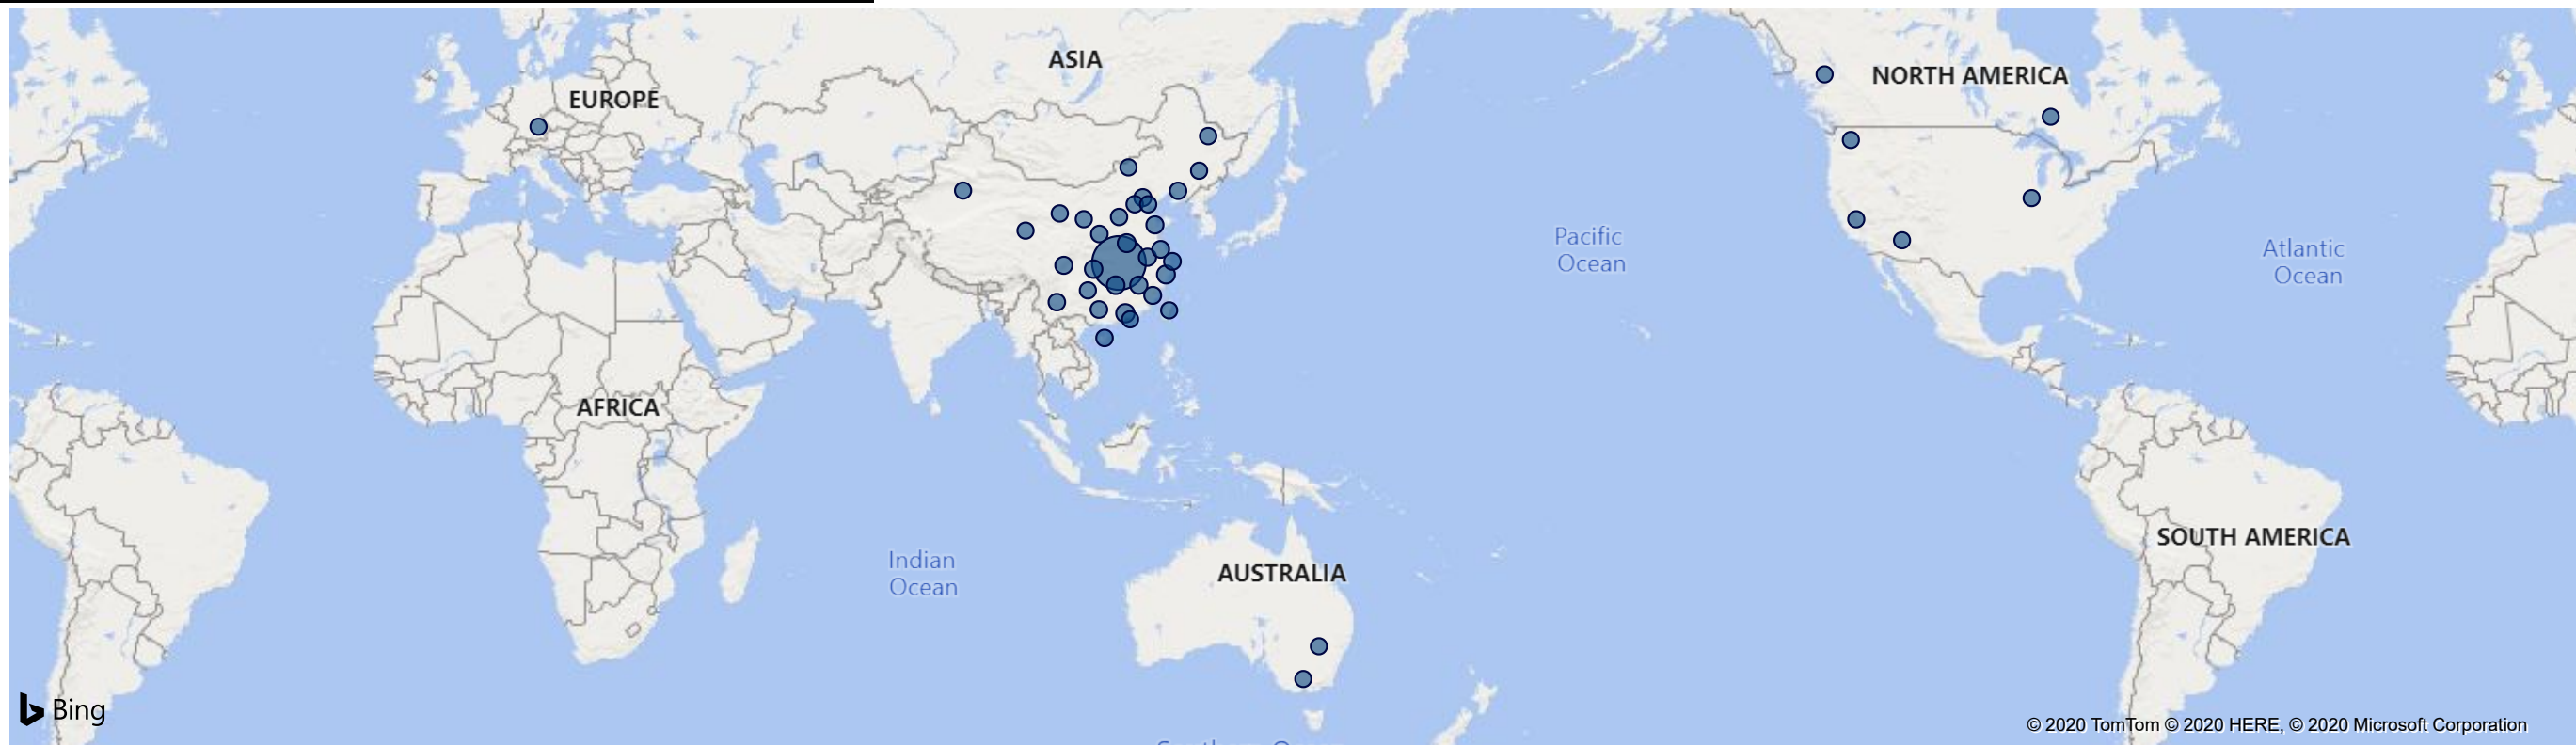 ASIA
NORTH AMERICA
EUROPE
Pacific
Ocean
Atlantic
Ocean
AFRICA
SOUTH AMERICA
Indian
Ocean
AUSTRALIA
Bing
© 2020 TomTom © 2020 HERE, © 2020 Microsoft Corporation